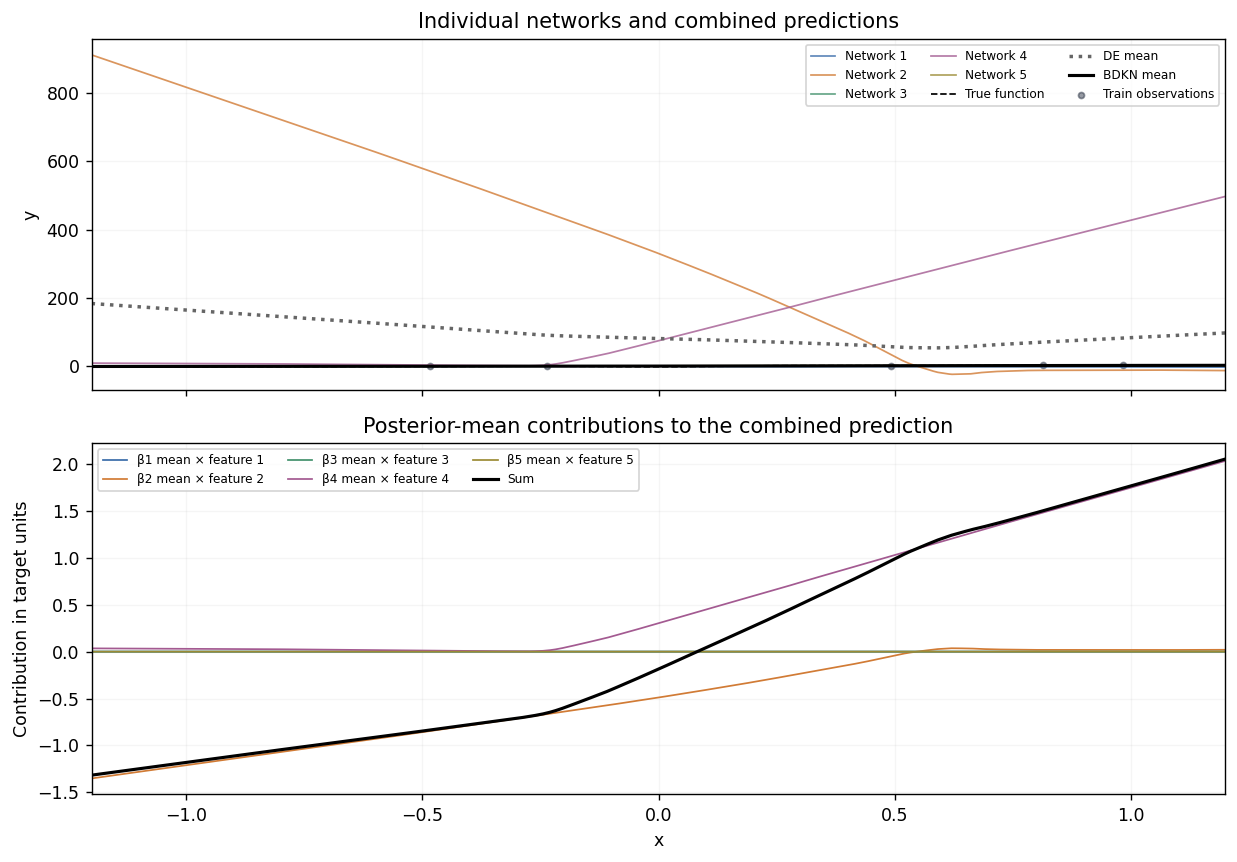 Individual networks and combined predictions
Network 1 Network 4 DE mean
Network 2 Network 5 BDKN mean
Network 3 True function Train observations
800
600
400
200
0
y
Posterior-mean contributions to the combined prediction
β1 mean × feature 1 β3 mean × feature 3 β5 mean × feature 5
β2 mean × feature 2 β4 mean × feature 4 Sum
2.0
1.5
1.0
0.5
0.0
−0.5
−1.0
−1.5
Contribution in target units
−1.0 −0.5 0.0 0.5 1.0
x